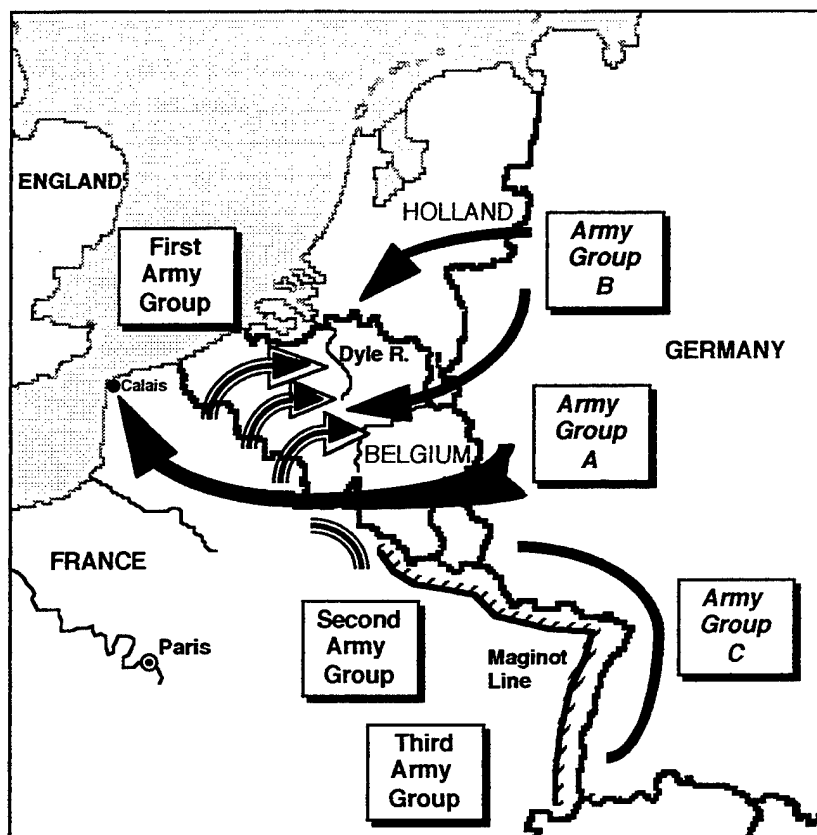 ENGLAND
HOLLAND
First
Army
Group
Army
Group
B
Dyle R.
GERMANY
Calais
Army
Group
A
BELGIUM
FRANCE
Second
Army
Group
Maginot
Line
Army
Group
C
Paris
Third
Army
Group